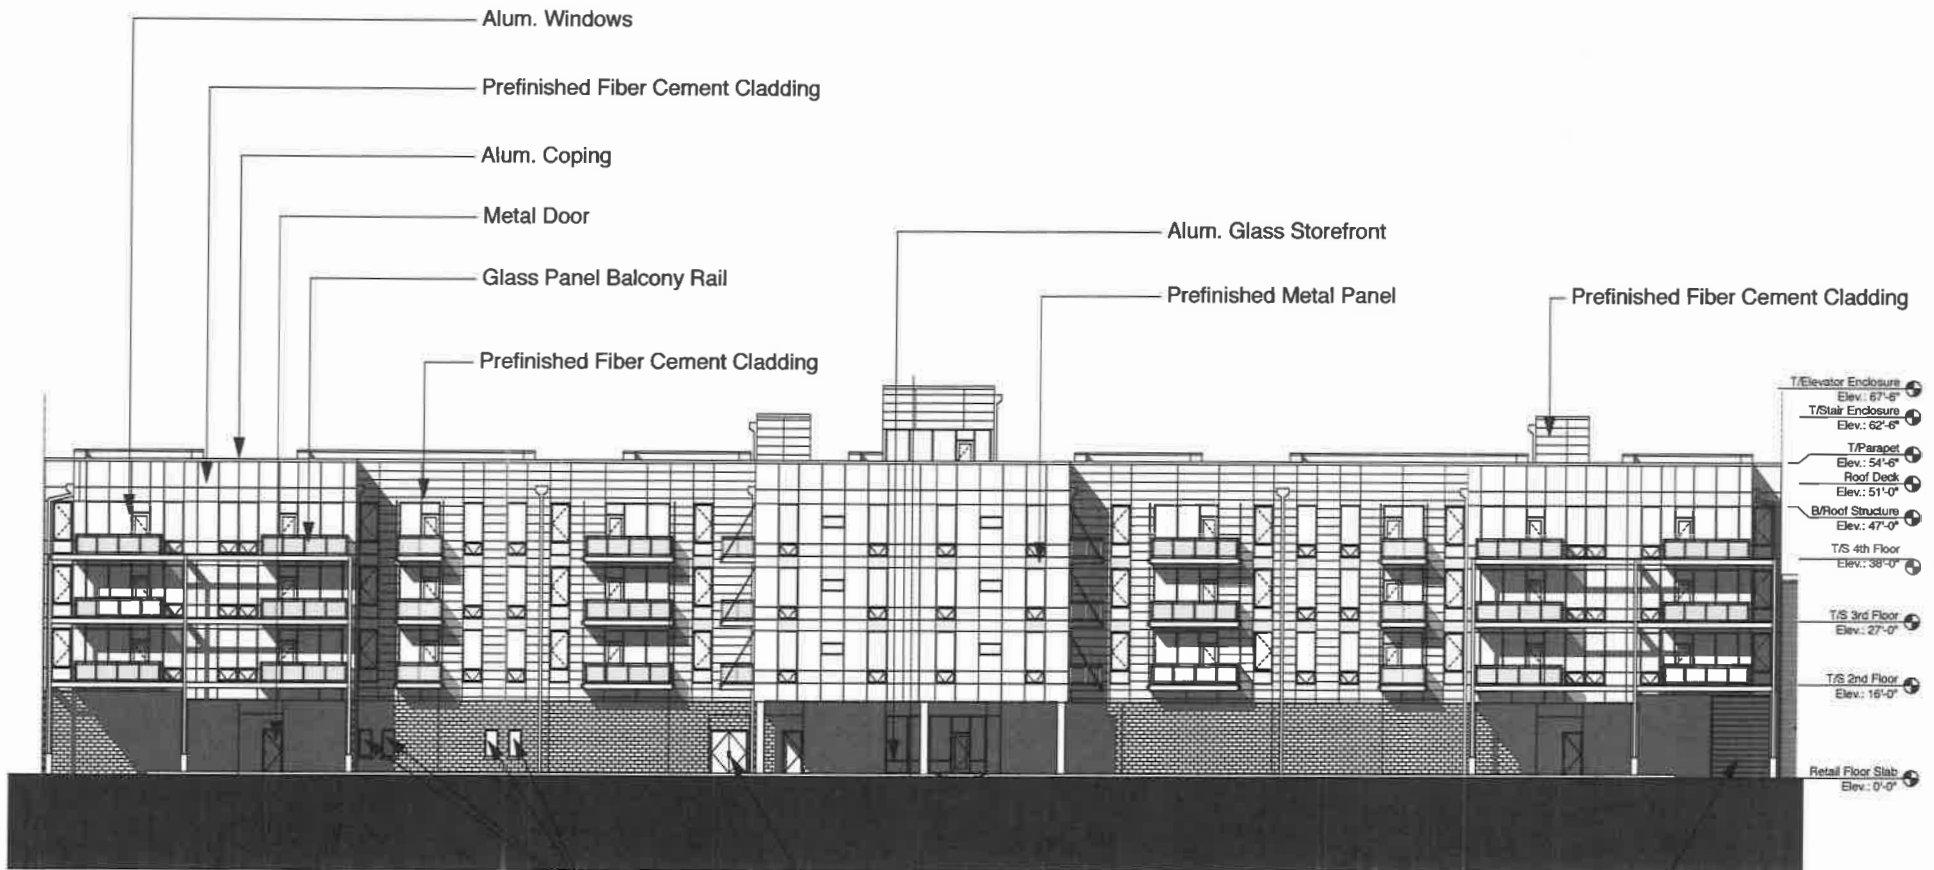 Alum. Windows
Prefinished Fiber Cement Cladding
Alum. Coping
Metal Door
Glass Panel Balcony Rail
Prefinished Fiber Cement Cladding
Alum. Glass Storefront
Prefinished Metal Panel
Prefinished Fiber Cement Cladding
T/Elevator Enclosure
Elev.: 67'-6"
T/Stair Enclosure
Elev.: 62'-6"
T/Parapet
Elev.: 54'-6"
Roof Deck
Elev.: 51'-0"
B/Roof Structure
Elev.: 47'-0"
T/S 4th Floor
Elev.: 38'-0"
T/S 3rd Floor
Elev.: 27'-0"
T/S 2nd Floor
Elev.: 16'-0"
Retail Floor Slab
Elev.: 0'-0"